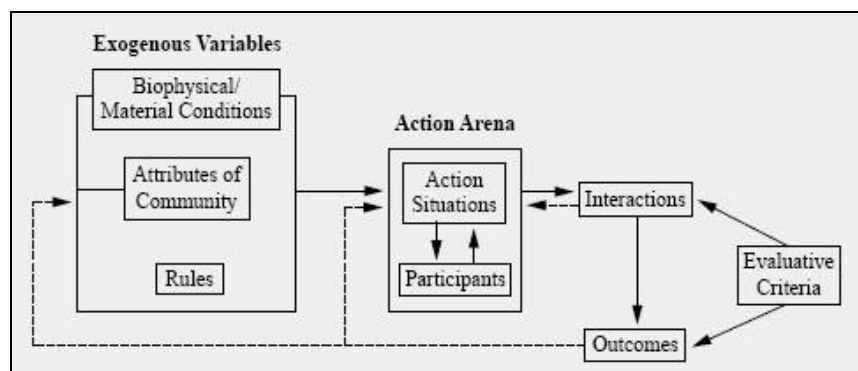 Exogenous Variables
Biophysical/
Material Conditions
Attributes of
Community
Rules
Action Arena
Action
Situations
Participants
Interactions
Outcomes
Evaluative
Criteria